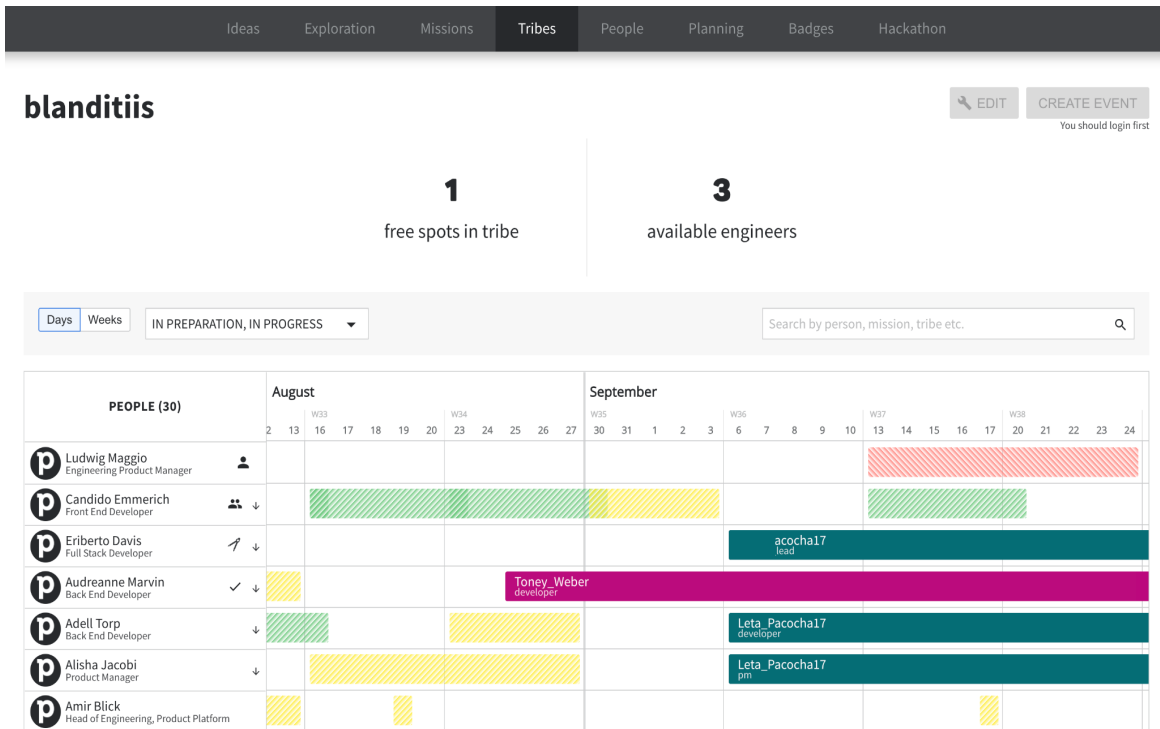 Ideas Exploration Missions Tribes People Planning Badges Hackathon
blanditiis
EDIT CREATE EVENT
You should login first
1 3
free spots in tribe available engineers
Days Weeks IN PREPARATION, IN PROGRESS Search by person, mission, tribe etc.
PEOPLE (30) August September
W33 W34 W35 W36 W37 W38
2 13 16 17 18 19 20 23 24 25 26 27 30 31 1 2 3 6 7 8 9 10 13 14 15 16 17 20 21 22 23 24
Ludwig Maggio
Engineering Product Manager
Candido Emmerich
Front End Developer
Eriberto Davis acocha17
Full Stack Developer lead
Audreanne Marvin Toney_Weber
Back End Developer developer
Adell Torp Leta_Pacocha17
Back End Developer developer
Alisha Jacobi Leta_Pacocha17
Product Manager pm
Amir Blick
Head of Engineering, Product Platform